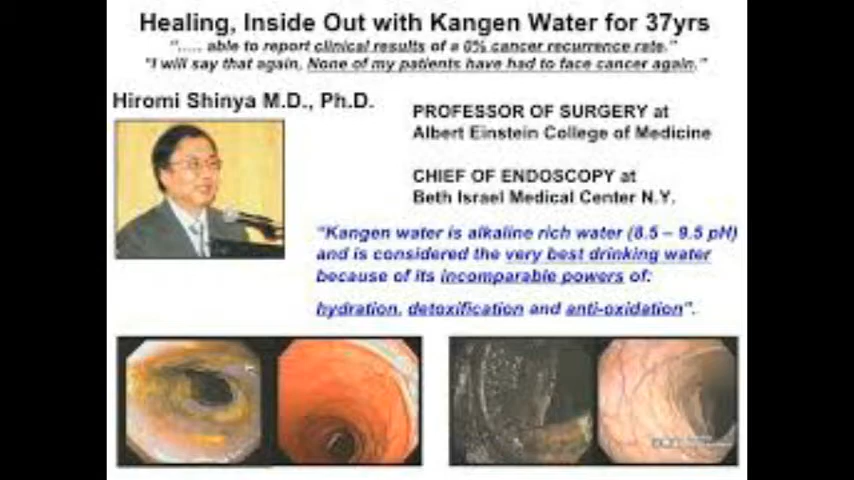 Healing, Inside Out with Kangen Water for 37yrs
"..... able to report clinical results of a 0% cancer recurrence rate."
"I will say that again, None of my patients have had to face cancer again."
Hiromi Shinya M.D., Ph.D.
PROFESSOR OF SURGERY at
Albert Einstein College of Medicine
CHIEF OF ENDOSCOPY at
Beth Israel Medical Center N.Y.
"Kangen water is alkaline rich water (8.5 – 9.5 pH)
and is considered the very best drinking water
because of its incomparable powers of:
hydration, detoxification and anti-oxidation".